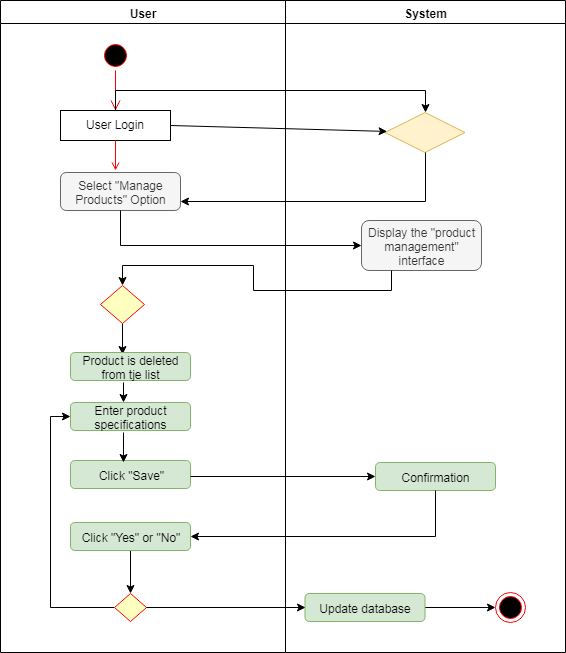 User
System
User Login
Select "Manage
Products" Option
Display the "product
management"
interface
Product is deleted
from tje list
Enter product
specifications
Click "Save"
Confirmation
Click "Yes" or "No"
Update database